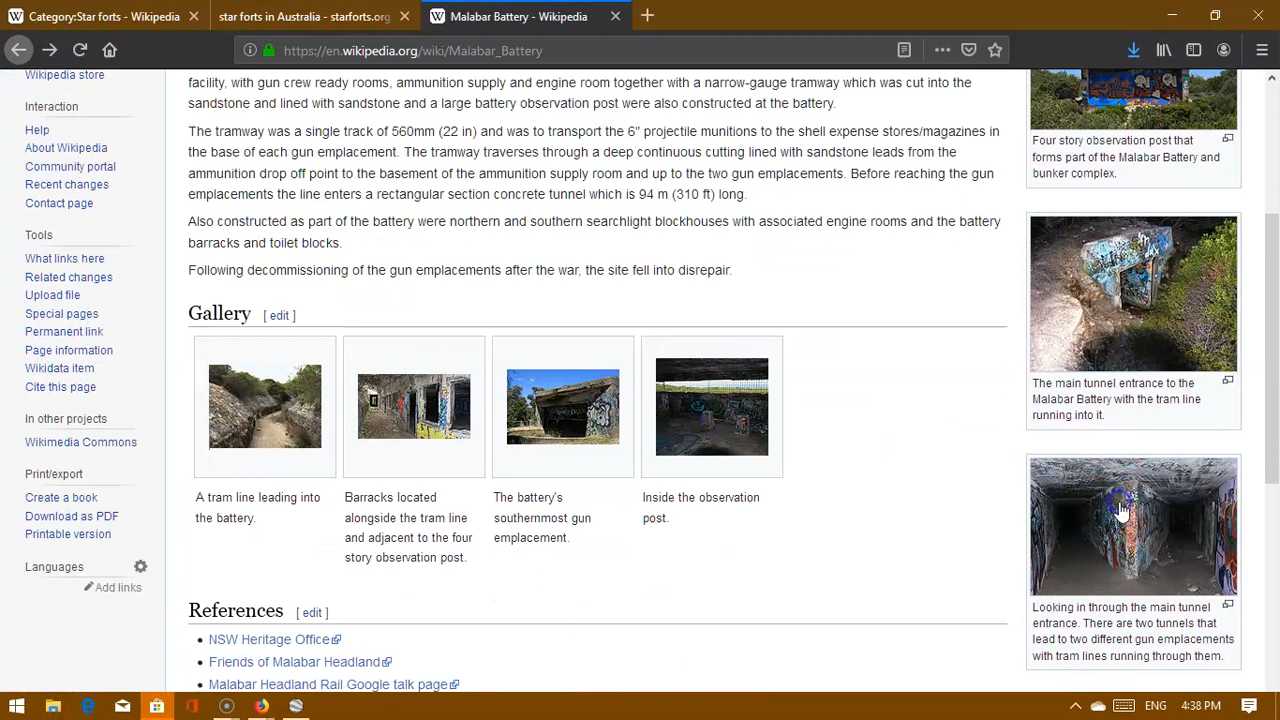 Category:Star forts - Wikipedia
star forts in Australia - starforts.org
Malabar Battery - Wikipedia
https://en.wikipedia.org/wiki/Malabar_Battery
Wikipedia store
Interaction
Help
About Wikipedia
Community portal
Recent changes
Contact page
Tools
What links here
Related changes
Upload file
Special pages
Permanent link
Page information
Wikidata item
Cite this page
In other projects
Wikimedia Commons
Print/export
Create a book
Download as PDF
Printable version
Languages
Add links
facility, with gun crew ready rooms, ammunition supply and engine room together with a narrow-gauge tramway which was cut into the
sandstone and lined with sandstone and a large battery observation post were also constructed at the battery.
The tramway was a single track of 560mm (22 in) and was to transport the 6" projectile munitions to the shell expense stores/magazines in
the base of each gun emplacement. The tramway traverses through a deep continuous cutting lined with sandstone leads from the
ammunition drop off point to the basement of the ammunition supply room and up to the two gun emplacements. Before reaching the gun
emplacements the line enters a rectangular section concrete tunnel which is 94 m (310 ft) long.
Also constructed as part of the battery were northern and southern searchlight blockhouses with associated engine rooms and the battery
barracks and toilet blocks.
Following decommissioning of the gun emplacements after the war, the site fell into disrepair.
Gallery [ edit ]
A tram line leading into
the battery.
Barracks located
alongside the tram line
and adjacent to the four
story observation post.
The battery's
southernmost gun
emplacement.
Inside the observation
post.
References [ edit ]
NSW Heritage Office
Friends of Malabar Headland
Malabar Headland Rail Google talk page
Four story observation post that
forms part of the Malabar Battery and
bunker complex.
The main tunnel entrance to the
Malabar Battery with the tram line
running into it.
Looking in through the main tunnel
entrance. There are two tunnels that
lead to two different gun emplacements
with tram lines running through them.
ENG
4:38 PM